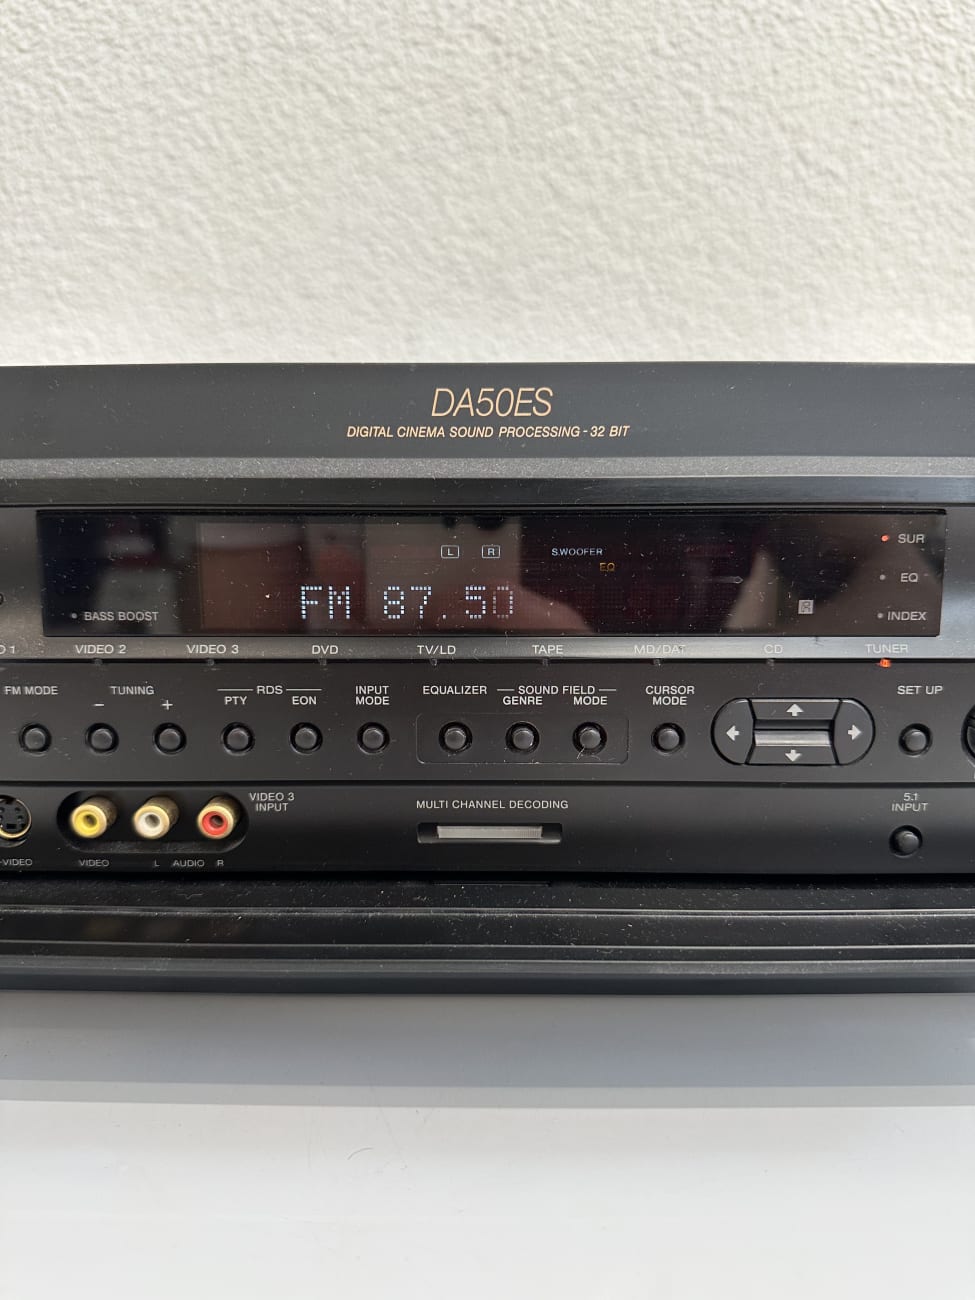 DA50ES
DIGITAL CINEMA SOUND PROCESSING - 32 BIT
L R S.WOOFER
EQ
SUR
EQ
FM 87.50
BASS BOOST
INDEX
VIDEO 2 VIDEO 3 DVD TV/LD TAPE MD/DAT CD TUNER
FM MODE TUNING RDS INPUT MODE EQUALIZER SOUND FIELD CURSOR MODE SET UP
− + PTY EON GENRE MODE
VIDEO 3 INPUT
MULTI CHANNEL DECODING
5.1 INPUT
VIDEO L AUDIO R